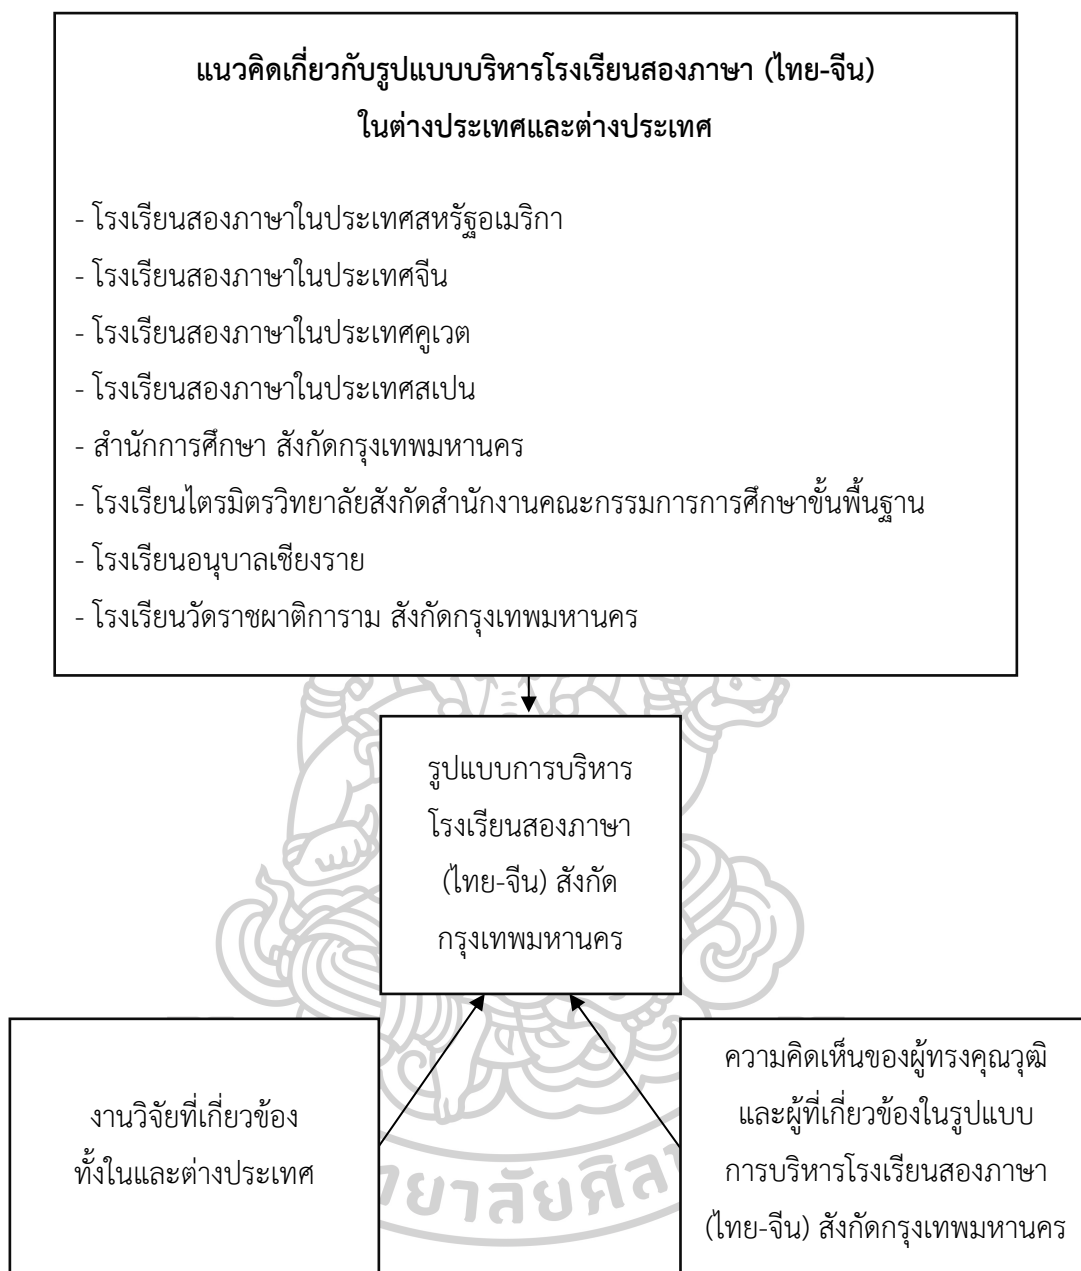 แนวคิดเกี่ยวกับรูปแบบบริหารโรงเรียนสองภาษา (ไทย-จีน)
ในต่างประเทศและต่างประเทศ
- โรงเรียนสองภาษาในประเทศสหรัฐอเมริกา
- โรงเรียนสองภาษาในประเทศจีน
- โรงเรียนสองภาษาในประเทศคูเวต
- โรงเรียนสองภาษาในประเทศสเปน
- สำนักการศึกษา สังกัดกรุงเทพมหานคร
- โรงเรียนไตรมิตรวิทยาลัยสังกัดสำนักงานคณะกรรมการการศึกษาขั้นพื้นฐาน
- โรงเรียนอนุบาลเชียงราย
- โรงเรียนวัดราชผาติการาม สังกัดกรุงเทพมหานคร
รูปแบบการบริหาร
โรงเรียนสองภาษา
(ไทย-จีน) สังกัด
กรุงเทพมหานคร
งานวิจัยที่เกี่ยวข้อง
ทั้งในและต่างประเทศ
ความคิดเห็นของผู้ทรงคุณวุฒิ
และผู้ที่เกี่ยวข้องในรูปแบบ
การบริหารโรงเรียนสองภาษา
(ไทย-จีน) สังกัดกรุงเทพมหานคร